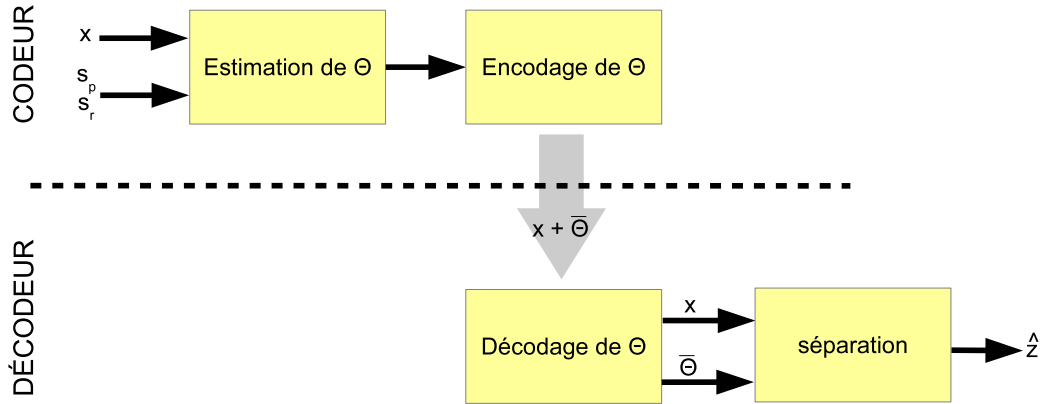 CODEUR
x
s_p
s_r
Estimation de Θ
Encodage de Θ
x + Θ̅
DÉCODEUR
Décodage de Θ
x
Θ̅
séparation
ẑ